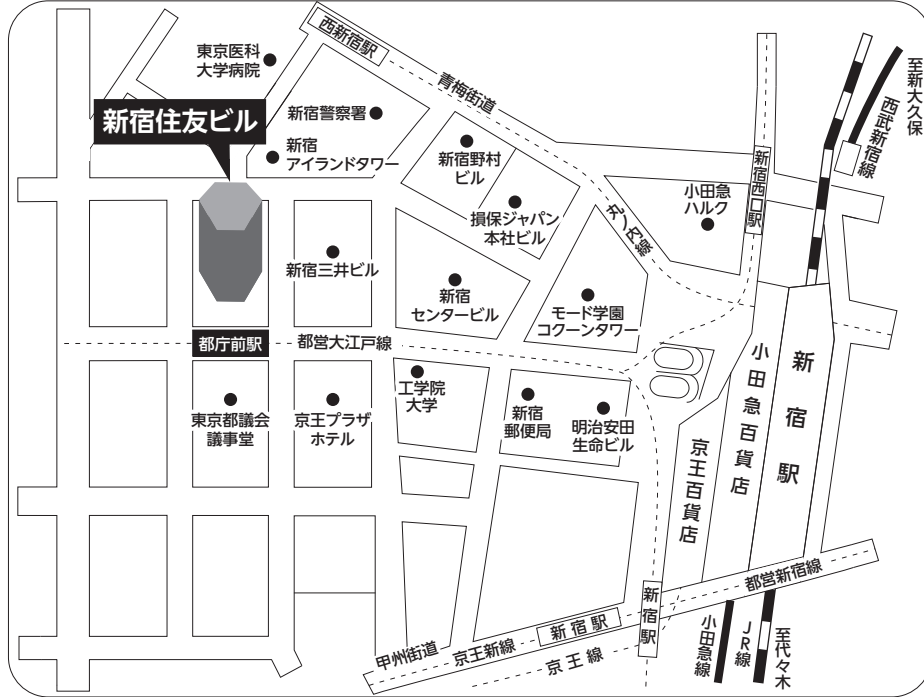 西新宿駅
東京医科
大学病院
青梅街道
至新大久保
西武新宿線
新宿住友ビル
新宿警察署
新宿
アイランドタワー
新宿野村
ビル
新宿西口駅
小田急
ハルク
損保ジャパン
本社ビル
丸ノ内線
新宿三井ビル
新宿
センタービル
モード学園
コクーンタワー
都庁前駅
都営大江戸線
小田急百貨店
新宿駅
工学院
大学
東京都議会
議事堂
京王プラザ
ホテル
新宿
郵便局
明治安田
生命ビル
京王百貨店
都営新宿線
新宿駅
新宿駅
甲州街道
京王新線
京王線
小田急線
JR線
至代々木